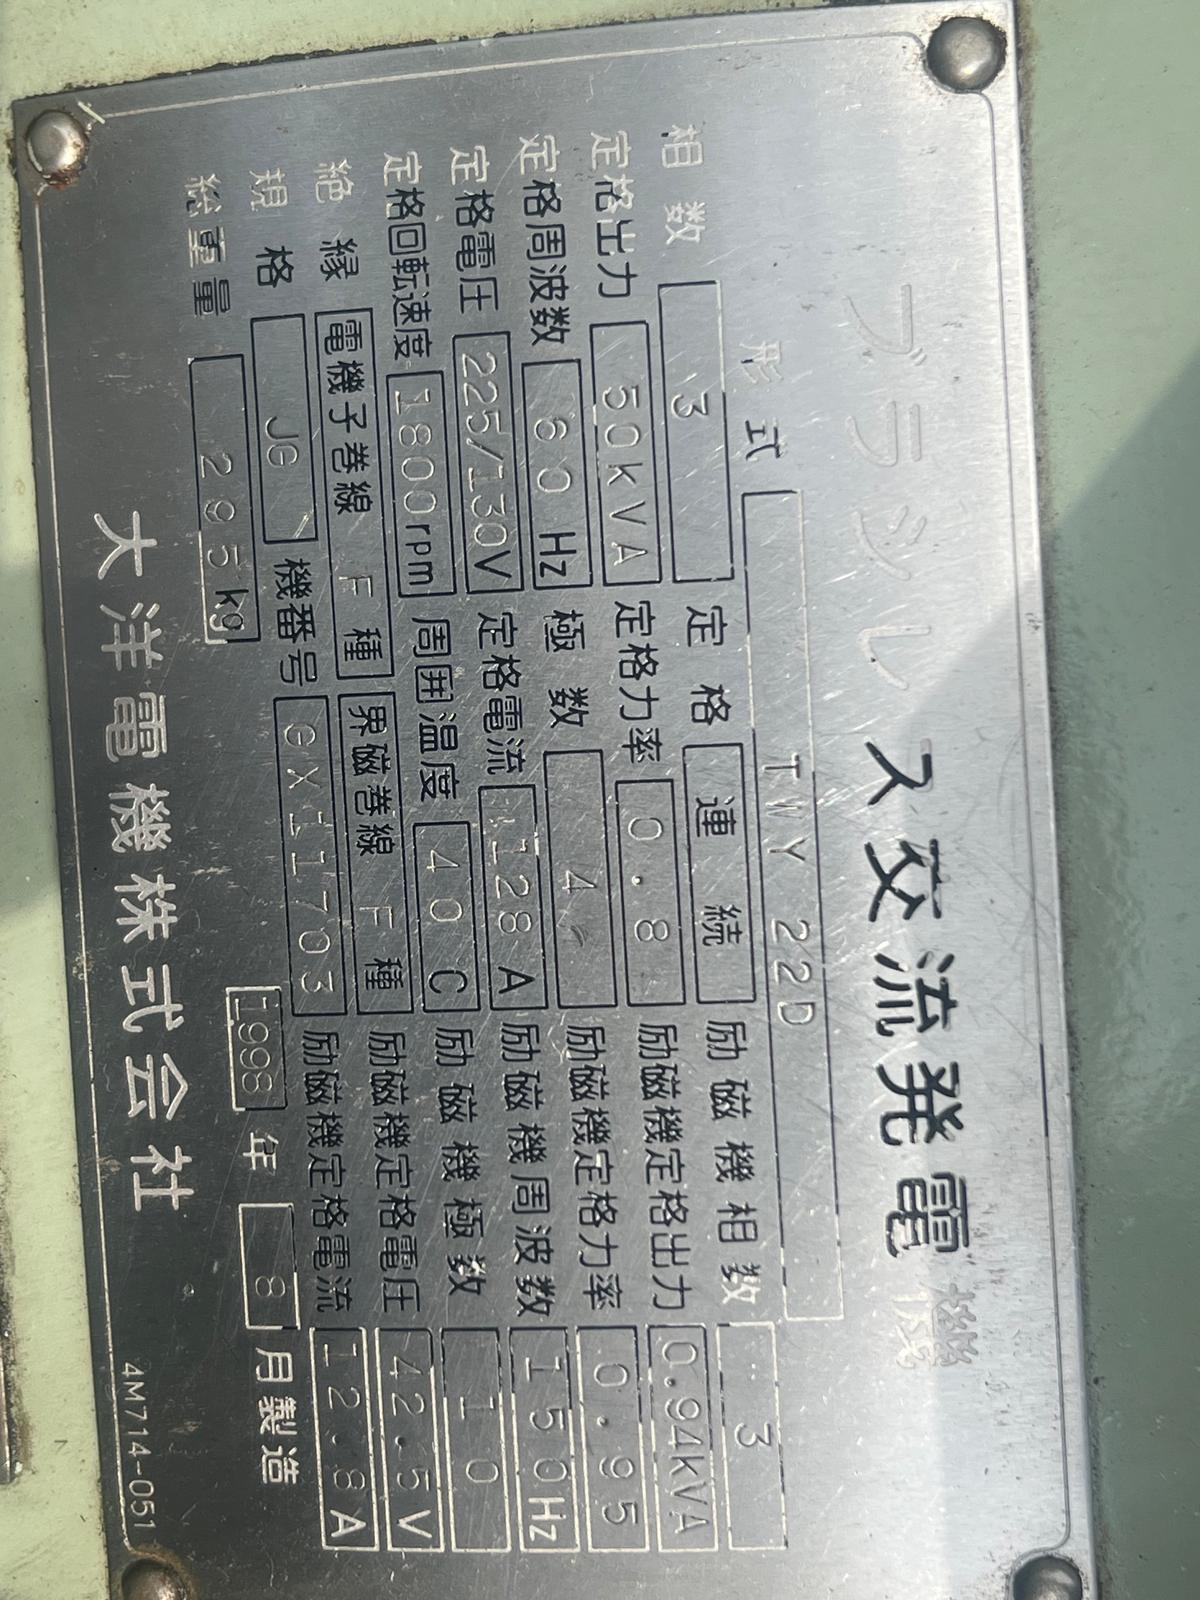 ブラシレス交流発電機
形式 TWY 22D
相数 3 定格 連続 励磁機相数 3
定格出力 50kVA 定格力率 0.8 励磁機定格出力 0.94kVA
定格周波数 60 Hz 極数 4 励磁機定格力率 0.95
定格電圧 225/130V 定格電流 128 A 励磁機周波数 150Hz
定格回転速度 1800rpm 周囲温度 40 C 励磁機極数 10
絶縁 電機子巻線 F 種 界磁巻線 F 種 励磁機定格電圧 42.5V
規格 機番号 励磁機定格電流 12.8A
総重量 kg 1998年 8月製造
大洋電機株式会社
4M714-051